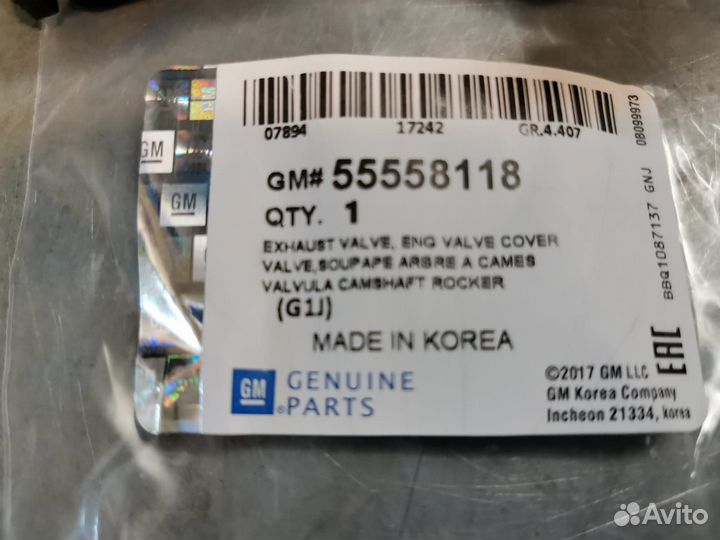 07894 17242 GR.4.407
GM# 55558118
QTY. 1
EXHAUST VALVE, ENG VALVE COVER
VALVE,SOUPAPE ARBRE A CAMES
VALVULA CAMSHAFT ROCKER
(G1J)
MADE IN KOREA
GM GENUINE
PARTS
©2017 GM LLC
GM Korea Company
Incheon 21334, korea
BBQ1087137 GNJ 08099973
EAC
GM
GM
GM
Avito